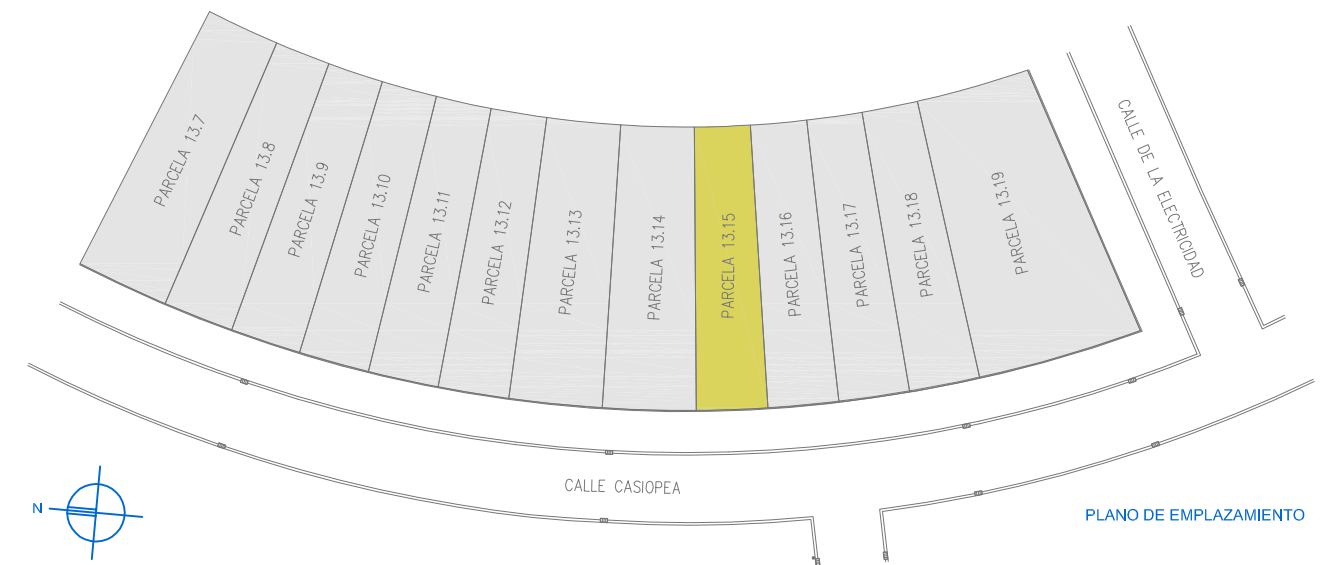 PARCELA 13.7
PARCELA 13.8
PARCELA 13.9
PARCELA 13.10
PARCELA 13.11
PARCELA 13.12
PARCELA 13.13
PARCELA 13.14
PARCELA 13.15
PARCELA 13.16
PARCELA 13.17
PARCELA 13.18
PARCELA 13.19
CALLE DE LA ELECTRICIDAD
CALLE CASIOPEA
N
PLANO DE EMPLAZAMIENTO